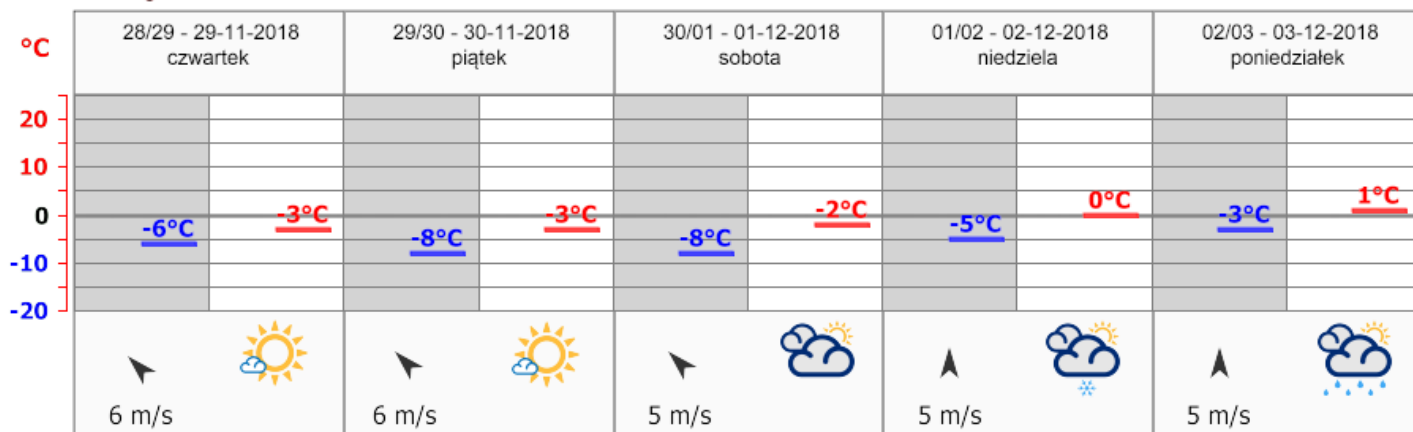 °C
28/29 - 29-11-2018
czwartek
29/30 - 30-11-2018
piątek
30/01 - 01-12-2018
sobota
01/02 - 02-12-2018
niedziela
02/03 - 03-12-2018
poniedziałek
20
10
0
-10
-20
-6°C
-3°C
-8°C
-3°C
-8°C
-2°C
-5°C
0°C
-3°C
1°C
6 m/s
6 m/s
5 m/s
5 m/s
5 m/s